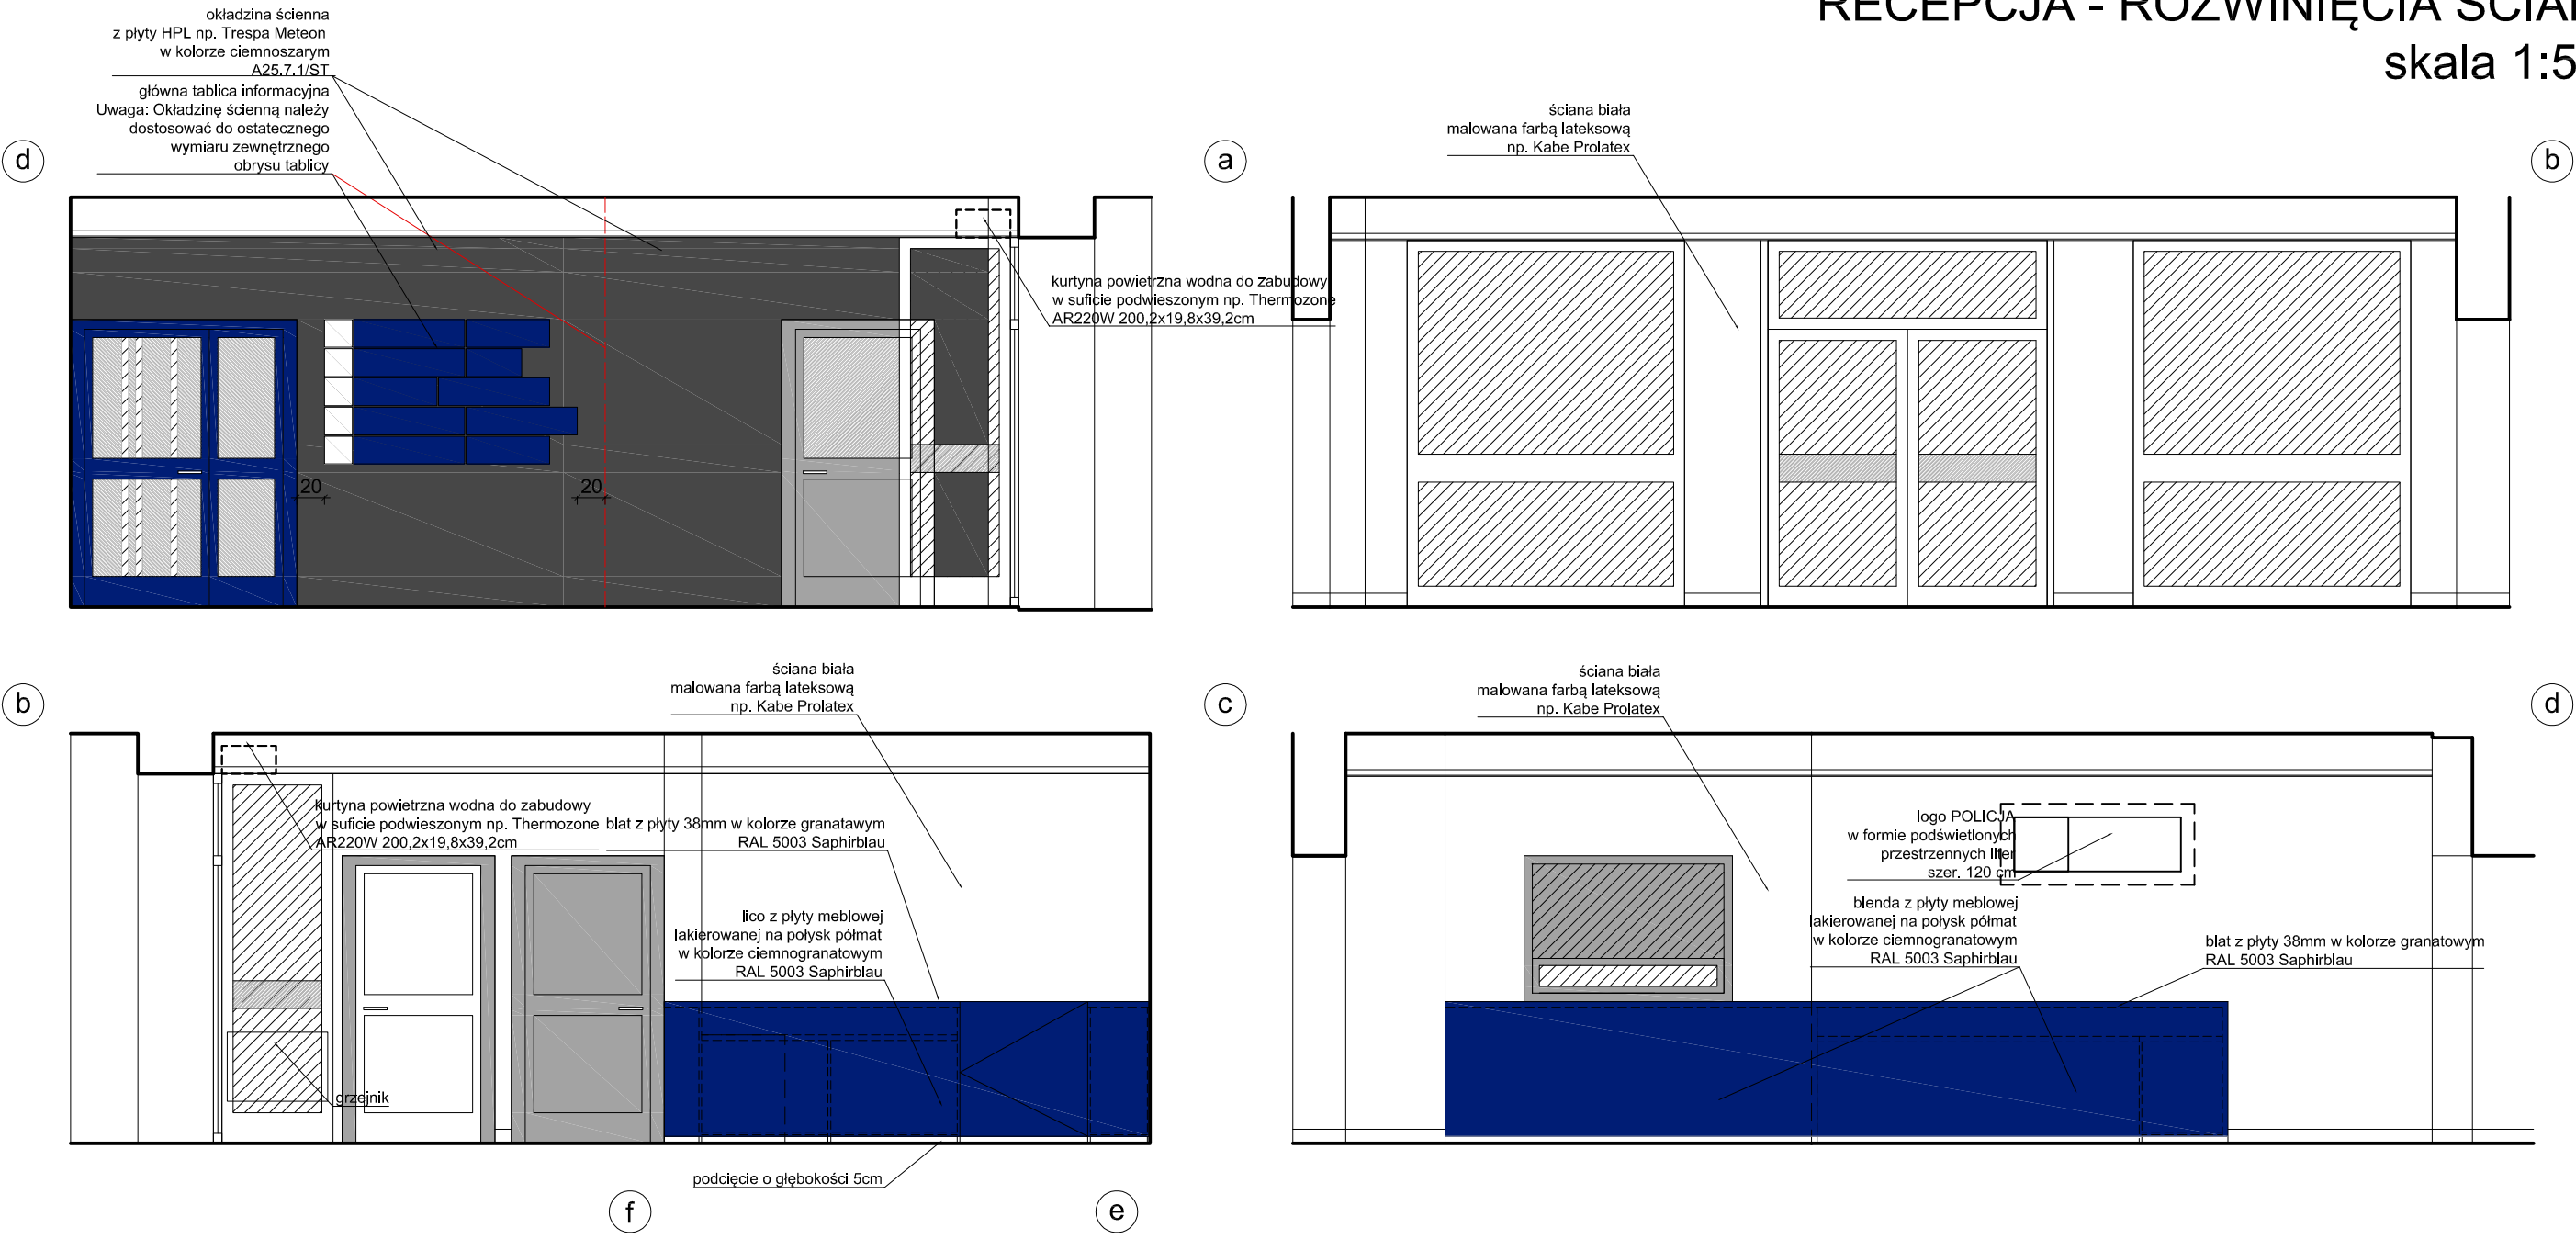 RECEPCJA - ROZWINIĘCIA ŚCIAN
skala 1:5
okładzina ścienna
z płyty HPL np. Trespa Meteon
w kolorze ciemnoszarym
A25.7.1/ST
główna tablica informacyjna
Uwaga: Okładzinę ścienną należy
dostosować do ostatecznego
wymiaru zewnętrznego
obrysu tablicy
d
a
ściana biała
malowana farbą lateksową
np. Kabe Prolatex
b
kurtyna powietrzna wodna do zabudowy
w suficie podwieszonym np. Thermozone
AR220W 200,2x19,8x39,2cm
20
20
b
ściana biała
malowana farbą lateksową
np. Kabe Prolatex
c
ściana biała
malowana farbą lateksową
np. Kabe Prolatex
d
kurtyna powietrzna wodna do zabudowy
w suficie podwieszonym np. Thermozone
AR220W 200,2x19,8x39,2cm
blat z płyty 38mm w kolorze granatawym
RAL 5003 Saphirblau
lico z płyty meblowej
lakierowanej na połysk półmat
w kolorze ciemnogranatowym
RAL 5003 Saphirblau
grzejnik
podcięcie o głębokości 5cm
f
e
logo POLICJA
w formie podświetlonych
przestrzennych liter
szer. 120 cm
blenda z płyty meblowej
lakierowanej na połysk półmat
w kolorze ciemnogranatowym
RAL 5003 Saphirblau
blat z płyty 38mm w kolorze granatowym
RAL 5003 Saphirblau